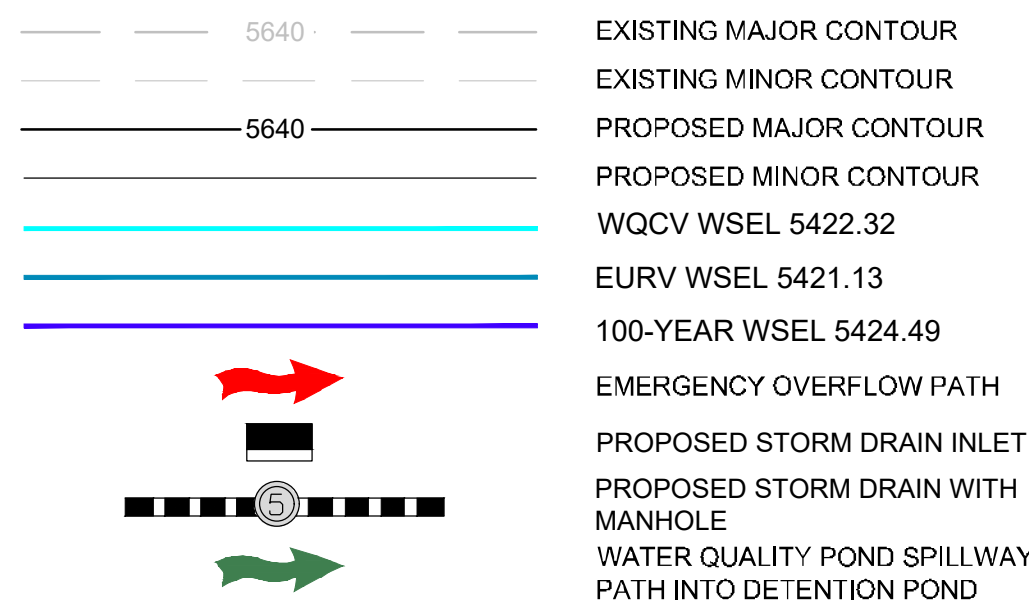 5640 EXISTING MAJOR CONTOUR
EXISTING MINOR CONTOUR
5640 PROPOSED MAJOR CONTOUR
PROPOSED MINOR CONTOUR
WQCV WSEL 5422.32
EURV WSEL 5421.13
100-YEAR WSEL 5424.49
EMERGENCY OVERFLOW PATH
PROPOSED STORM DRAIN INLET
5 PROPOSED STORM DRAIN WITH
MANHOLE
WATER QUALITY POND SPILLWAY
PATH INTO DETENTION POND